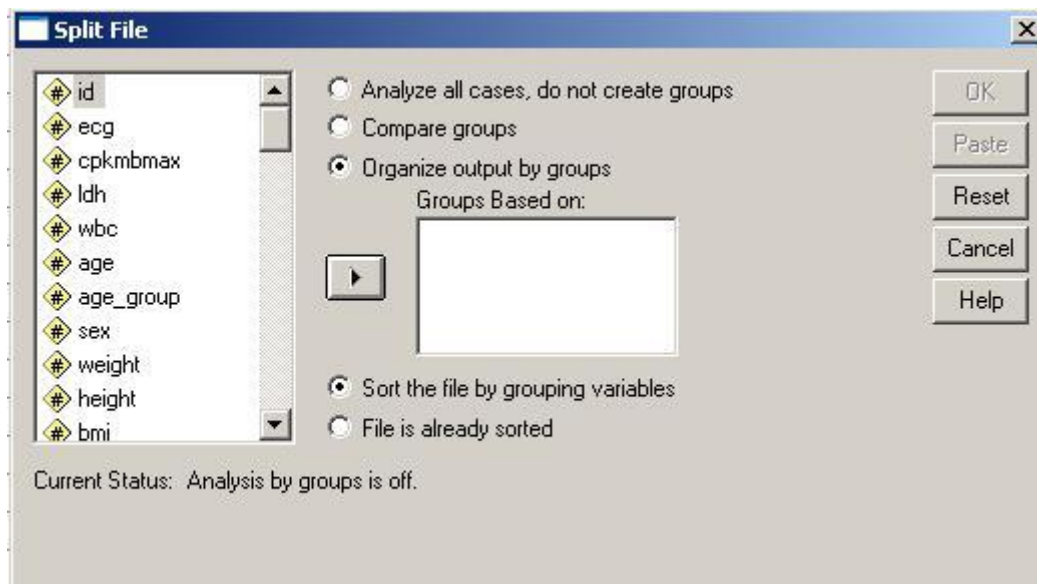 Split File
id
ecg
cpkmbmax
ldh
wbc
age
age_group
sex
weight
height
bmi
Analyze all cases, do not create groups
Compare groups
Organize output by groups
Groups Based on:
Sort the file by grouping variables
File is already sorted
OK
Paste
Reset
Cancel
Help
Current Status: Analysis by groups is off.